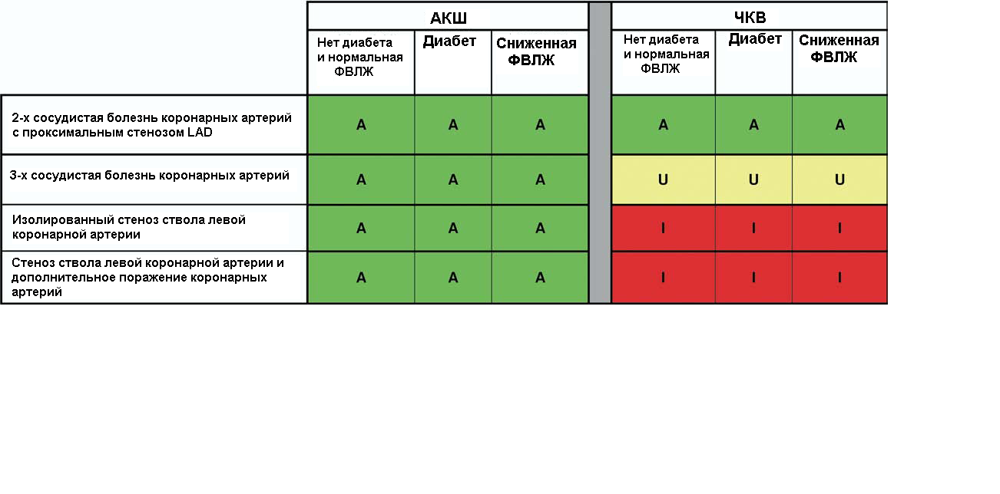 АКШ
ЧКВ
Нет диабета
и нормальная
ФВЛЖ
Диабет
Сниженная
ФВЛЖ
Нет диабета
и нормальная
ФВЛЖ
Диабет
Сниженная
ФВЛЖ
2-х сосудистая болезнь коронарных артерий
с проксимальным стенозом LAD
A A A A A A
3-х сосудистая болезнь коронарных артерий
A A A U U U
Изолированный стеноз ствола левой
коронарной артерии
A A A I I I
Стеноз ствола левой коронарной артерии и
дополнительное поражение коронарных
артерий
A A A I I I